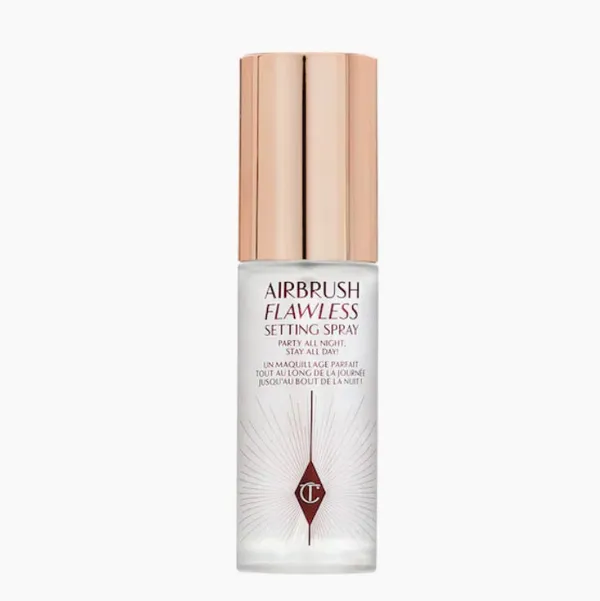 AIRBRUSH
FLAWLESS
SETTING SPRAY
PARTY ALL NIGHT,
STAY ALL DAY!
UN MAQUILLAGE PARFAIT
TOUT AU LONG DE LA JOURNÉE
JUSQU'AU BOUT DE LA NUIT !
CT